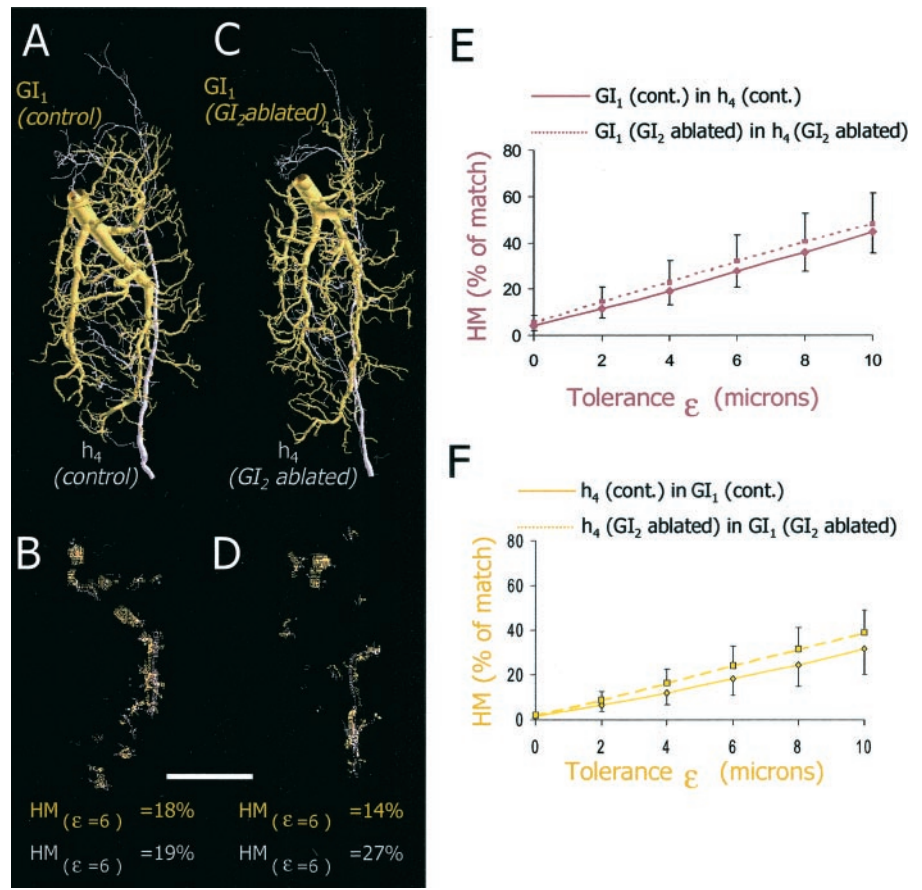 A
GI₁
(control)
h₄
(control)
C
GI₁
(GI₂ablated)
h₄
(GI₂ ablated)
B
HM (ε=6) =18%
HM (ε=6) =19%
D
HM (ε=6) =14%
HM (ε=6) =27%
E
GI₁ (cont.) in h₄ (cont.)
GI₁ (GI₂ ablated) in h₄ (GI₂ ablated)
HM (% of match)
80
60
40
20
0
0 2 4 6 8 10
Tolerance ε (microns)
F
h₄ (cont.) in GI₁ (cont.)
h₄ (GI₂ ablated) in GI₁ (GI₂ ablated)
HM (% of match)
80
60
40
20
0
0 2 4 6 8 10
Tolerance ε (microns)